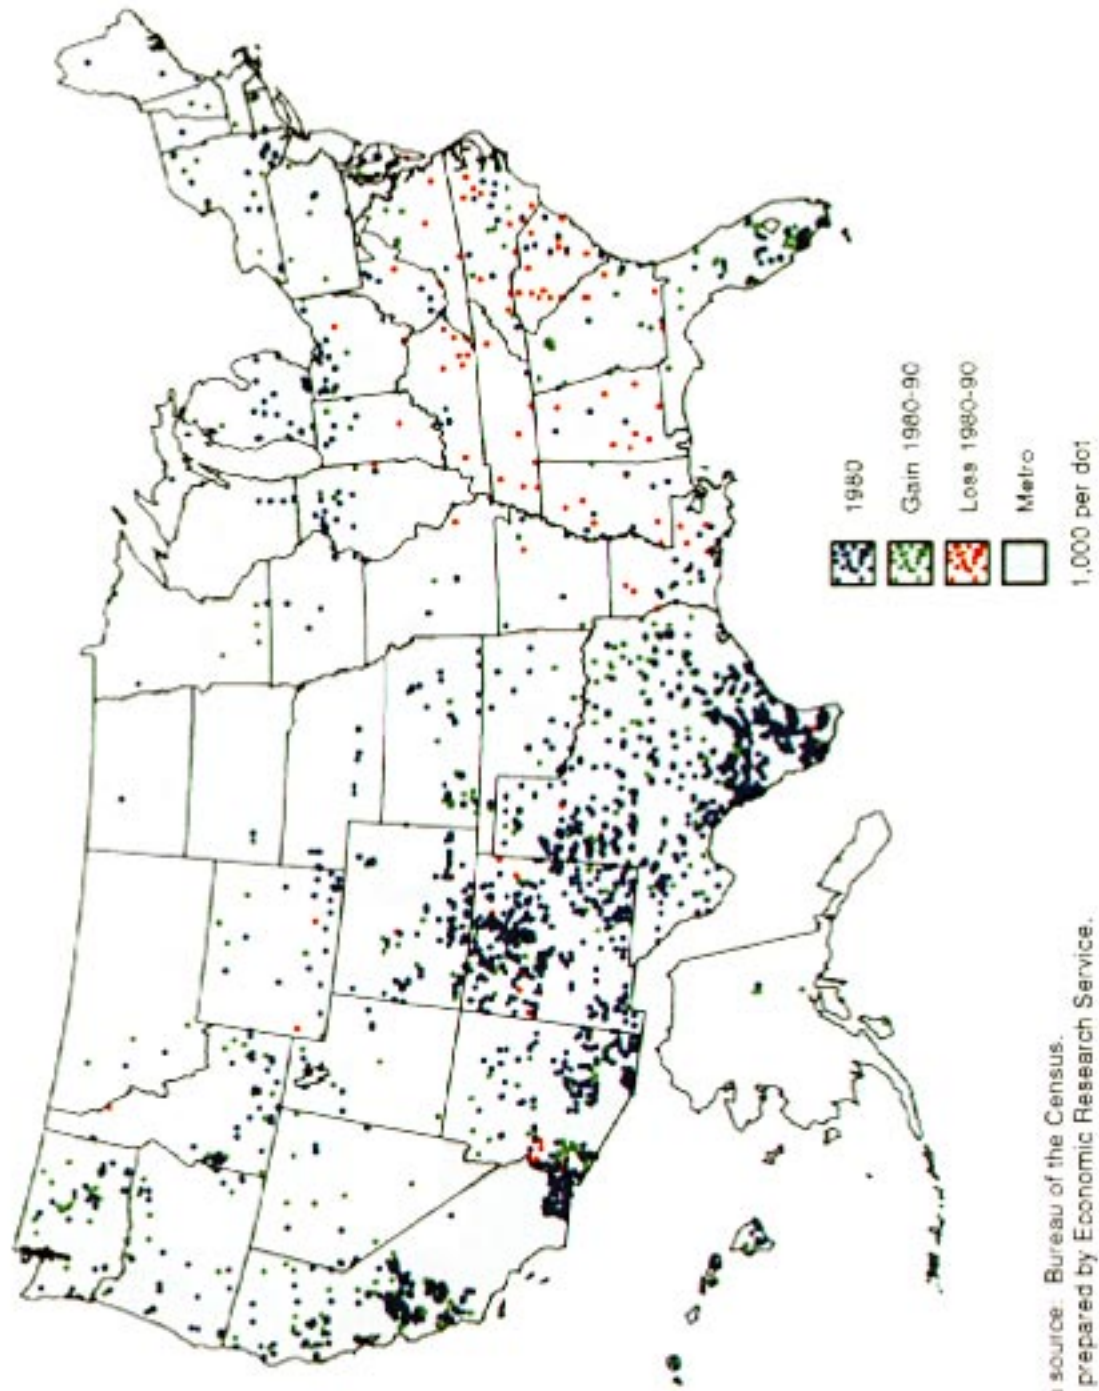 1980
Gain 1980-90
Loss 1980-90
Metro
1,000 per dot
source: Bureau of the Census.
prepared by Economic Research Service.